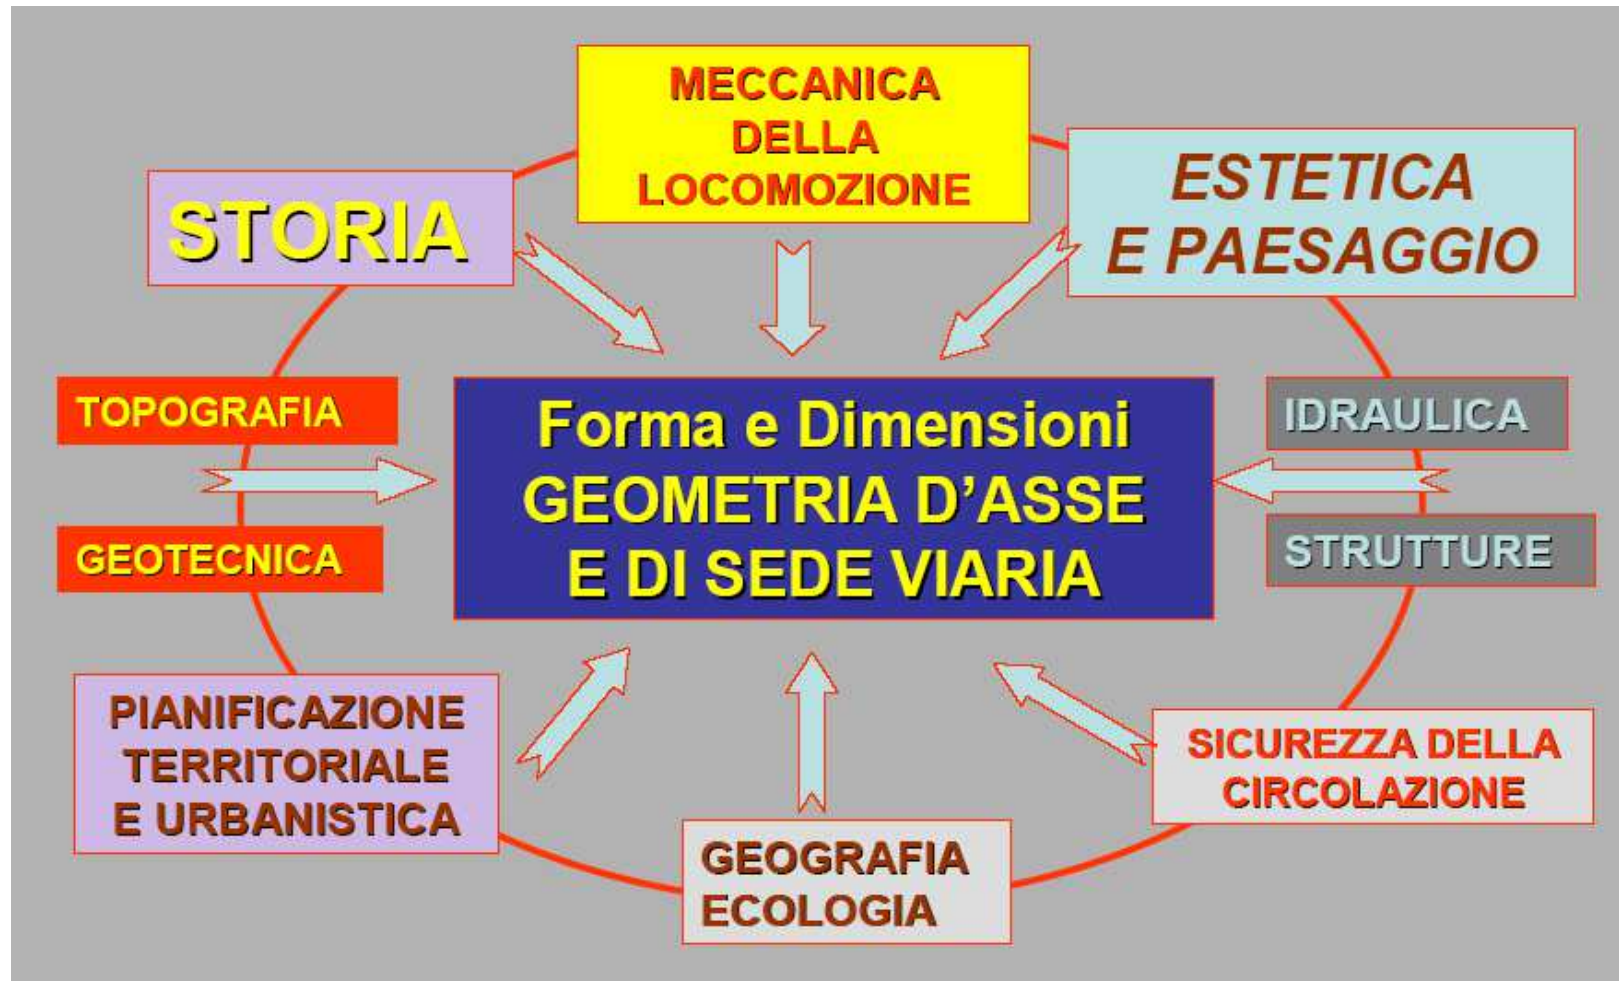 MECCANICA
DELLA
LOCOMOZIONE
STORIA
ESTETICA
E PAESAGGIO
TOPOGRAFIA
GEOTECNICA
Forma e Dimensioni
GEOMETRIA D’ASSE
E DI SEDE VIARIA
IDRAULICA
STRUTTURE
PIANIFICAZIONE
TERRITORIALE
E URBANISTICA
GEOGRAFIA
ECOLOGIA
SICUREZZA DELLA
CIRCOLAZIONE